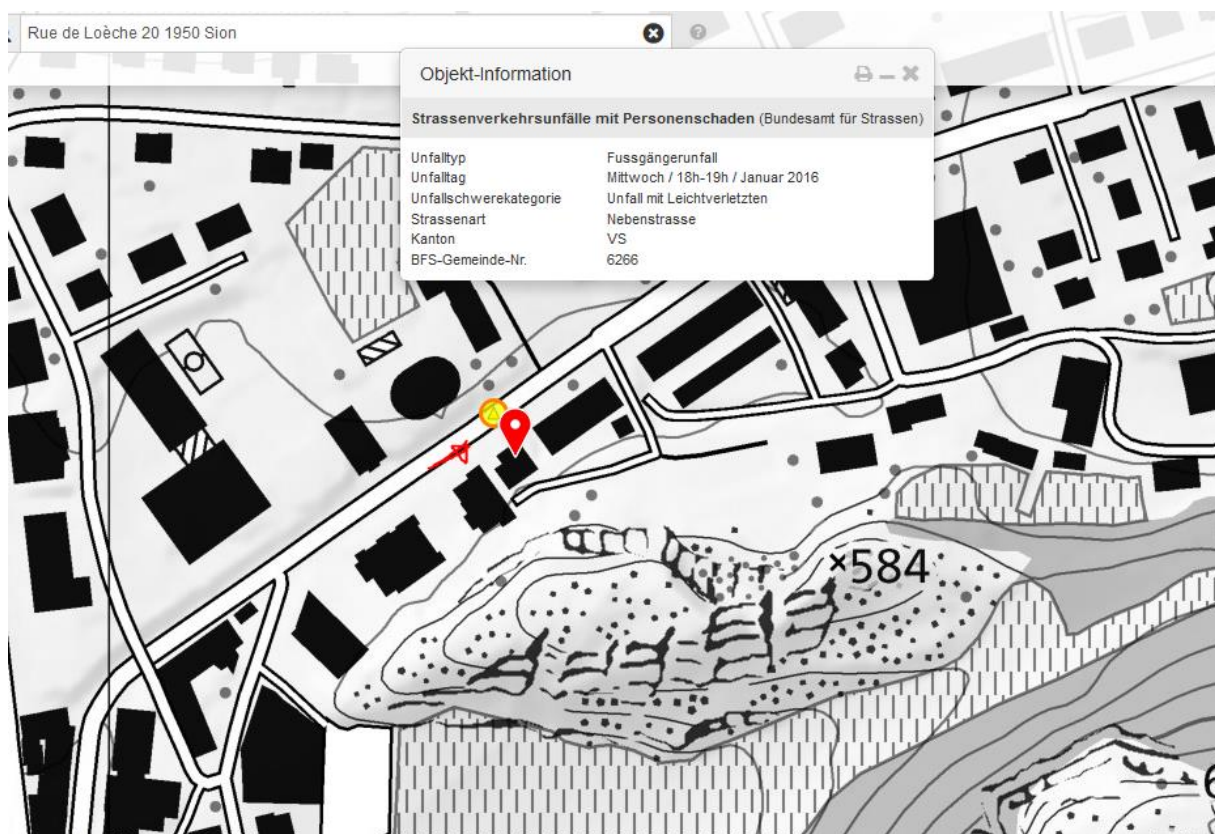 Rue de Loèche 20 1950 Sion
Objekt-Information
Strassenverkehrsunfälle mit Personenschaden (Bundesamt für Strassen)
Unfalltyp Fussgängerunfall
Unfalltag Mittwoch / 18h-19h / Januar 2016
Unfallschwerekategorie Unfall mit Leichtverletzten
Strassenart Nebenstrasse
Kanton VS
BFS-Gemeinde-Nr. 6266
×584